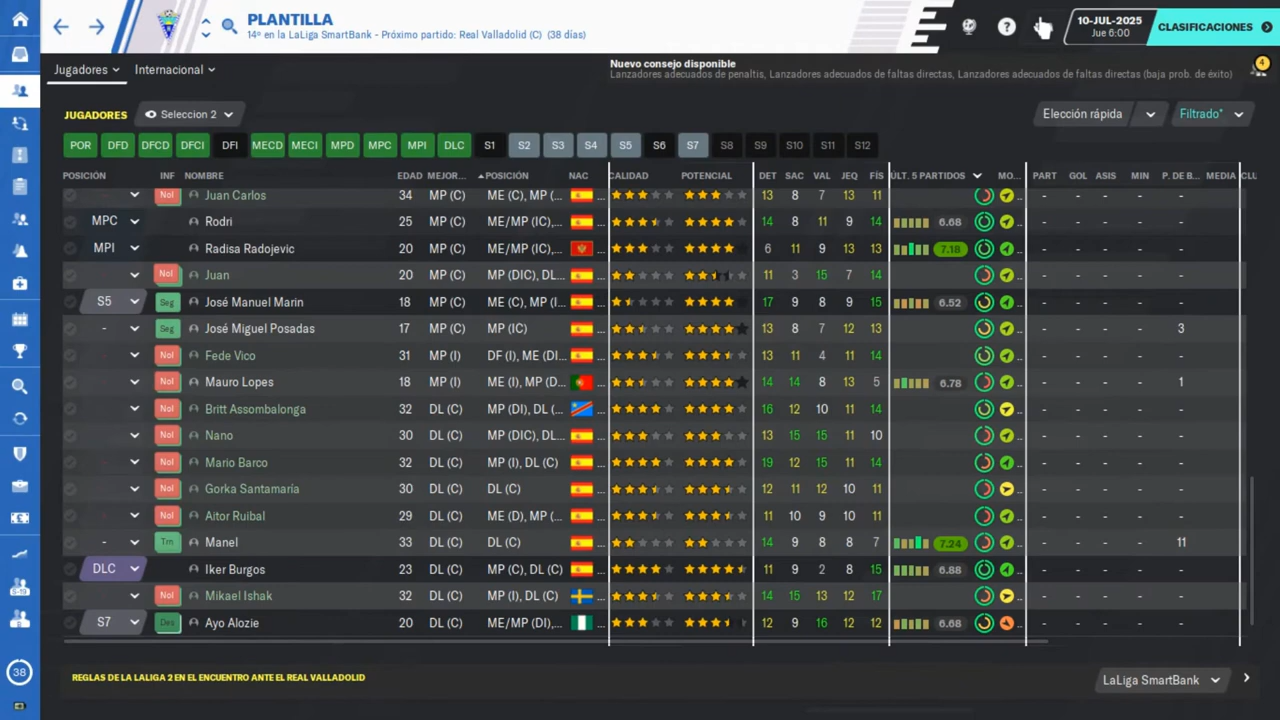 PLANTILLA
14º en la LaLiga SmartBank - Próximo partido: Real Valladolid (C) (38 días)
10-JUL-2025
Jue 6:00
CLASIFICACIONES
Jugadores
Internacional
Nuevo consejo disponible
Lanzadores adecuados de penaltis, Lanzadores adecuados de faltas directas, Lanzadores adecuados de faltas directas (baja prob. de éxito)
4
JUGADORES
Seleccion 2
Elección rápida
Filtrado*
POR DFD DFCD DFCI DFI MECD MECI MPD MPC MPI DLC S1 S2 S3 S4 S5 S6 S7 S8 S9 S10 S11 S12
POSICIÓN INF NOMBRE EDAD MEJOR... POSICIÓN NAC CALIDAD POTENCIAL DET SAC VAL JEQ FÍS ÚLT. 5 PARTIDOS MO... PART GOL ASIS MIN P. DE B... MEDIA CLU
Nol Juan Carlos 34 MP (C) ME (C), MP (... 13 8 7 13 11 - - - - - -
MPC Rodri 25 MP (C) ME/MP (IC),... 14 8 11 9 14 6.68 - - - - - -
MPI Radisa Radojevic 20 MP (C) ME/MP (IC),... 6 11 9 13 13 7.18 - - - - - -
Nol Juan 20 MP (C) MP (DIC), DL... 11 3 15 7 14 - - - - - -
S5 Seg José Manuel Marin 18 MP (C) ME (C), MP (I... 17 9 8 9 15 6.52 - - - - - -
- Seg José Miguel Posadas 17 MP (C) MP (IC) 13 8 7 12 13 - - - - 3 -
Nol Fede Vico 31 MP (I) DF (I), ME (DI... 13 11 4 11 14 - - - - - -
Nol Mauro Lopes 18 MP (I) ME (I), MP (D... 14 14 8 13 5 6.78 - - - - 1 -
Nol Britt Assombalonga 32 DL (C) MP (DI), DL (... 16 12 10 11 14 - - - - - -
Nol Nano 30 DL (C) MP (DIC), DL... 13 15 15 11 10 - - - - - -
Nol Mario Barco 32 DL (C) MP (I), DL (C) 19 12 15 11 14 - - - - - -
Nol Gorka Santamaría 30 DL (C) DL (C) 12 11 12 10 11 - - - - - -
Nol Aitor Ruibal 29 DL (C) ME (D), MP (... 11 10 9 10 11 - - - - - -
- Trn Manel 33 DL (C) DL (C) 14 9 8 8 7 7.24 - - - - 11 -
DLC Iker Burgos 23 DL (C) MP (C), DL (C) 11 9 2 8 15 6.88 - - - - - -
Nol Mikael Ishak 32 DL (C) MP (I), DL (C) 14 15 13 12 17 - - - - - -
S7 Des Ayo Alozie 20 DL (C) ME/MP (DI),... 12 9 16 12 12 6.68 - - - - - -
38
REGLAS DE LA LALIGA 2 EN EL ENCUENTRO ANTE EL REAL VALLADOLID
LaLiga SmartBank